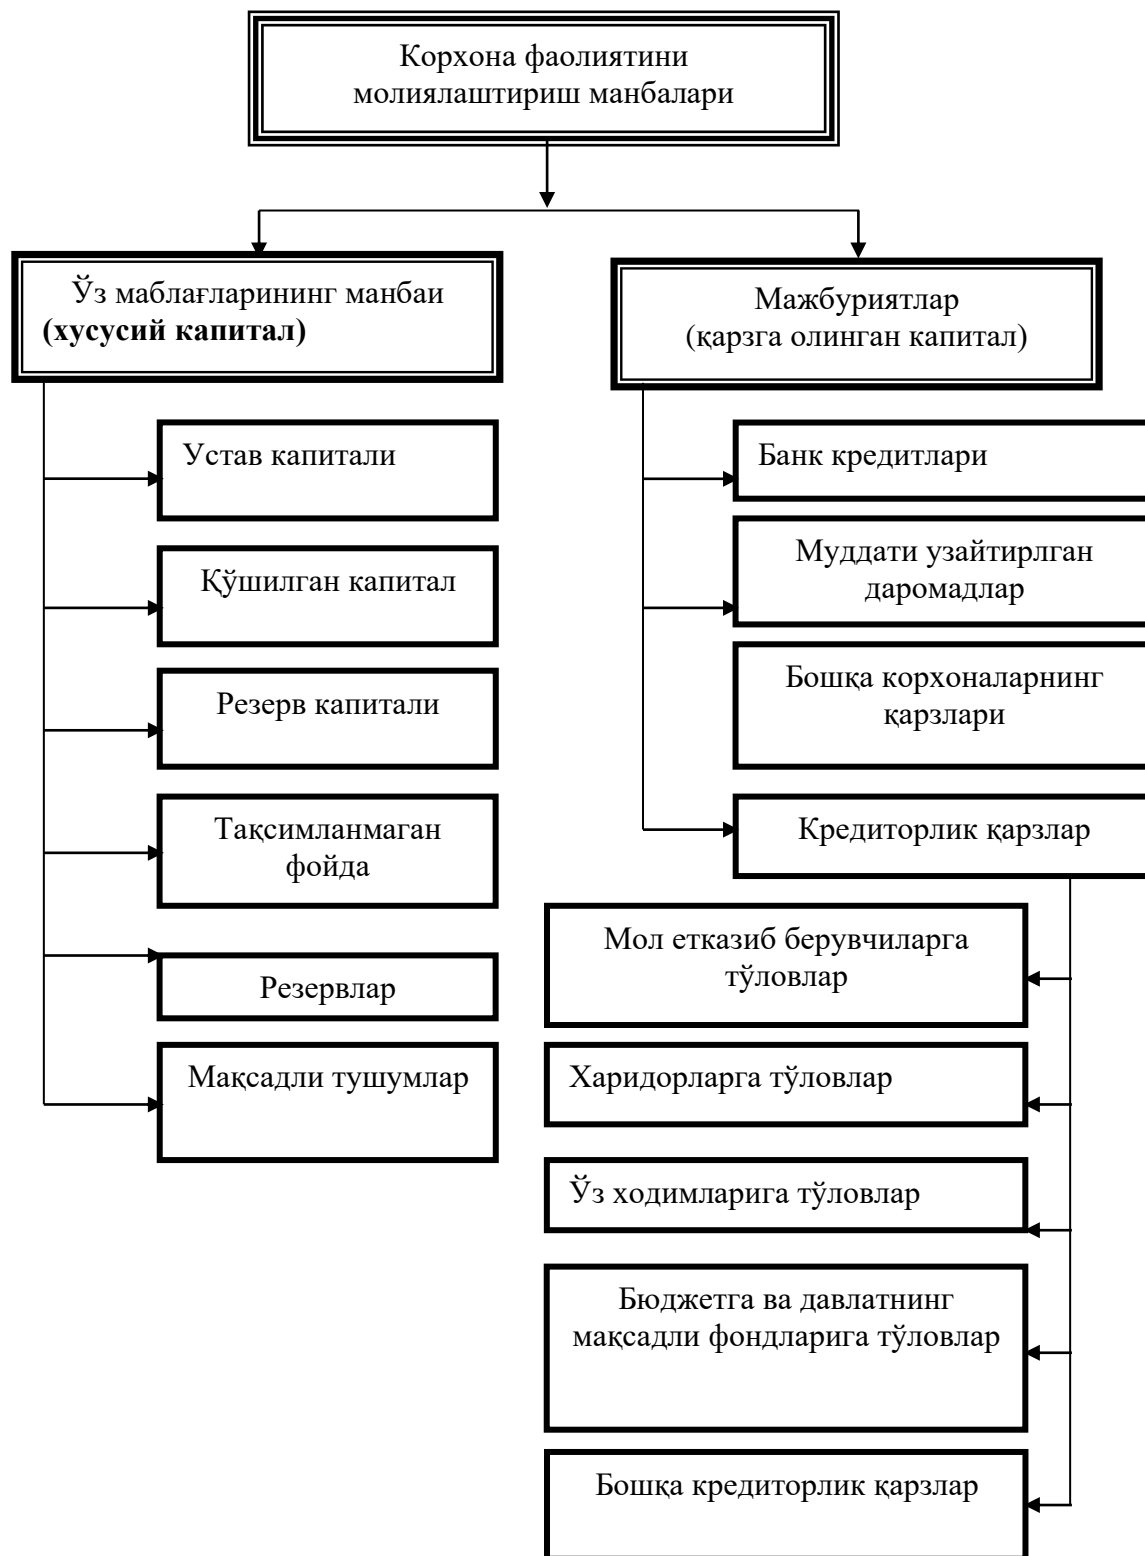 Корхона фаолиятини
молиялаштириш манбалари
Ўз маблағларининг манбаи
(хусусий капитал)
Мажбуриятлар
(қарзга олинган капитал)
Устав капитали
Қўшилган капитал
Резерв капитали
Тақсимланмаган
фойда
Резервлар
Мақсадли тушумлар
Банк кредитлари
Муддати узайтирлган
даромадлар
Бошқа корхоналарнинг
қарзлари
Кредиторлик қарзлар
Мол етказиб берувчиларга
тўловлар
Харидорларга тўловлар
Ўз ходимларига тўловлар
Бюджетга ва давлатнинг
мақсадли фондларига тўловлар
Бошқа кредиторлик қарзлар